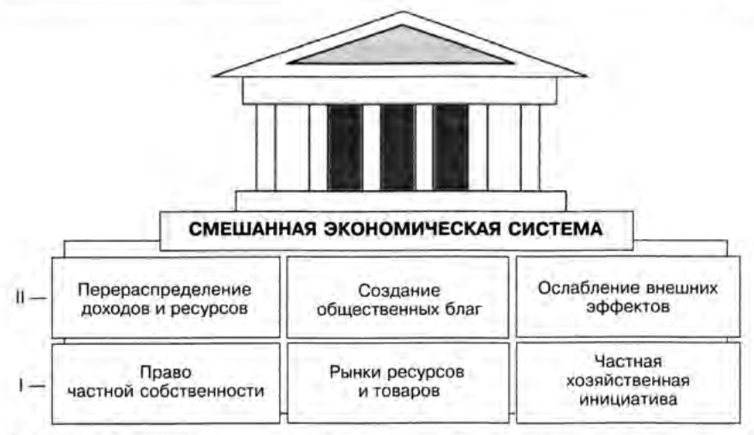 СМЕШАННАЯ ЭКОНОМИЧЕСКАЯ СИСТЕМА
II —
Перераспределение
доходов и ресурсов
Создание
общественных благ
Ослабление внешних
эффектов
I —
Право
частной собственности
Рынки ресурсов
и товаров
Частная
хозяйственная
инициатива